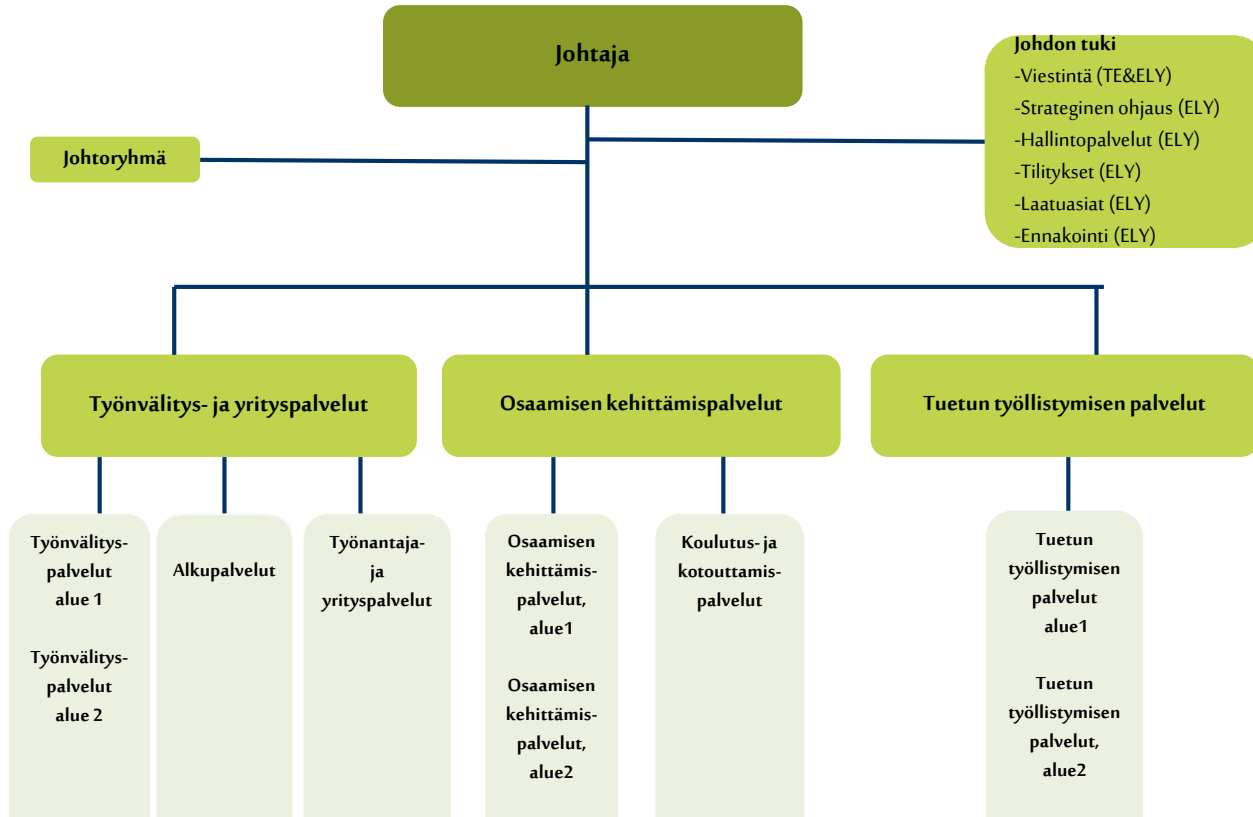 Johtaja
Johdon tuki
-Viestintä (TE&ELY)
-Strateginen ohjaus (ELY)
-Hallintopalvelut (ELY)
-Tilitykset (ELY)
-Laatuasiat (ELY)
-Ennakointi (ELY)
Johtoryhmä
Työnvälitys- ja yrityspalvelut
Osaamisen kehittämispalvelut
Tuetun työllistymisen palvelut
Työnvälitys-
palvelut
alue 1
Työnvälitys-
palvelut
alue 2
Alkupalvelut
Työnantaja-
ja
yrityspalvelut
Osaamisen
kehittämis-
palvelut,
alue1
Osaamisen
kehittämis-
palvelut,
alue2
Koulutus- ja
kotouttamis-
palvelut
Tuetun
työllistymisen
palvelut
alue1
Tuetun
työllistymisen
palvelut,
alue2